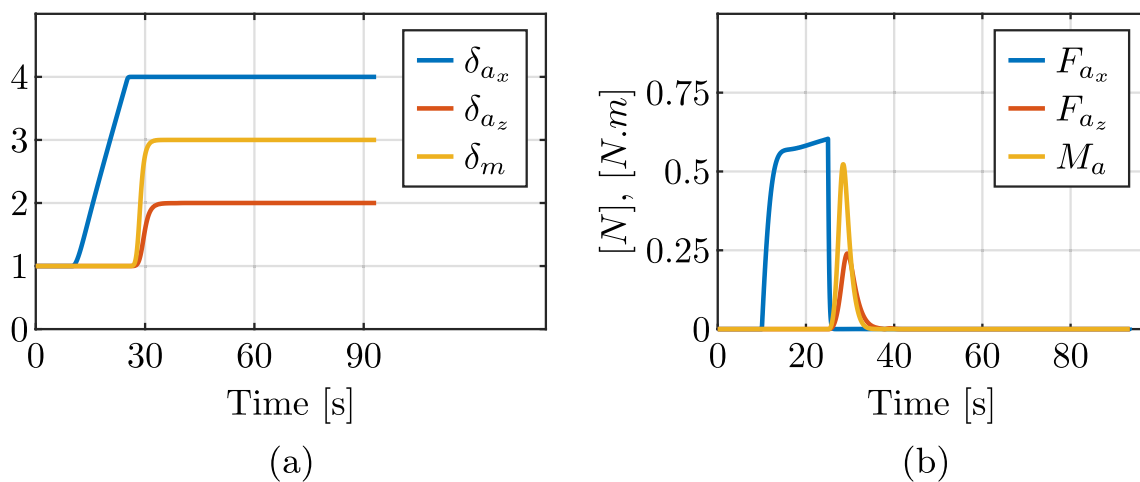 4
3
2
1
0
0 30 60 90
Time [s]
δ_{a_x}
δ_{a_z}
δ_m
(a)
[N], [N.m]
0.75
0.5
0.25
0
0 20 40 60 80
Time [s]
F_{a_x}
F_{a_z}
M_a
(b)